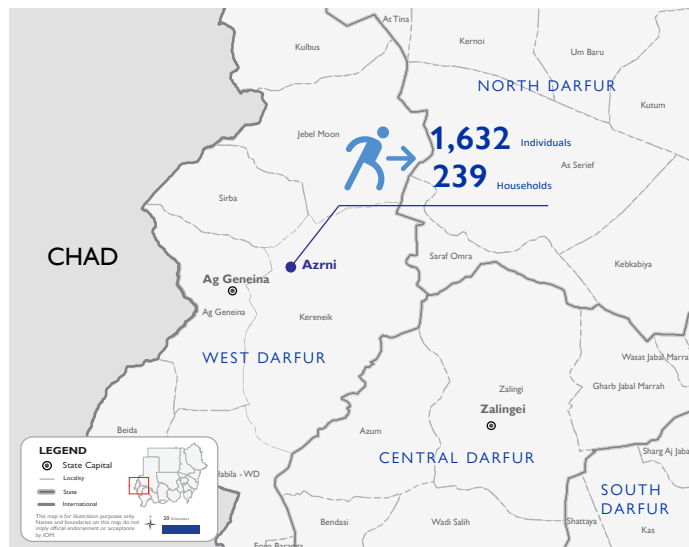 At Tina
Kulbus
Kernoi
Um Baru
NORTH DARFUR
Kutum
Jebel Moon
1,632 Individuals
As Serief
239 Households
Sirba
CHAD
Saraf Omra
Azrni
Kebkabiya
Ag Geneina
Ag Geneina
Kereneik
WEST DARFUR
Wasat Jabal Marra
Zalingi
Gharb Jabal Marrah
Zalingei
Beida
Azum
CENTRAL DARFUR
Sharg Aj Jaba
abila - WD
SOUTH
DARFUR
Bendasi
Wadi Salih
Shattaya
Kas
Foro Baranga
LEGEND
State Capital
Locality
State
International
This map is for illustration purposes only.
Names and boundaries on this map do not
imply official endorsement or acceptance
by IOM.
N
20 Kilometers